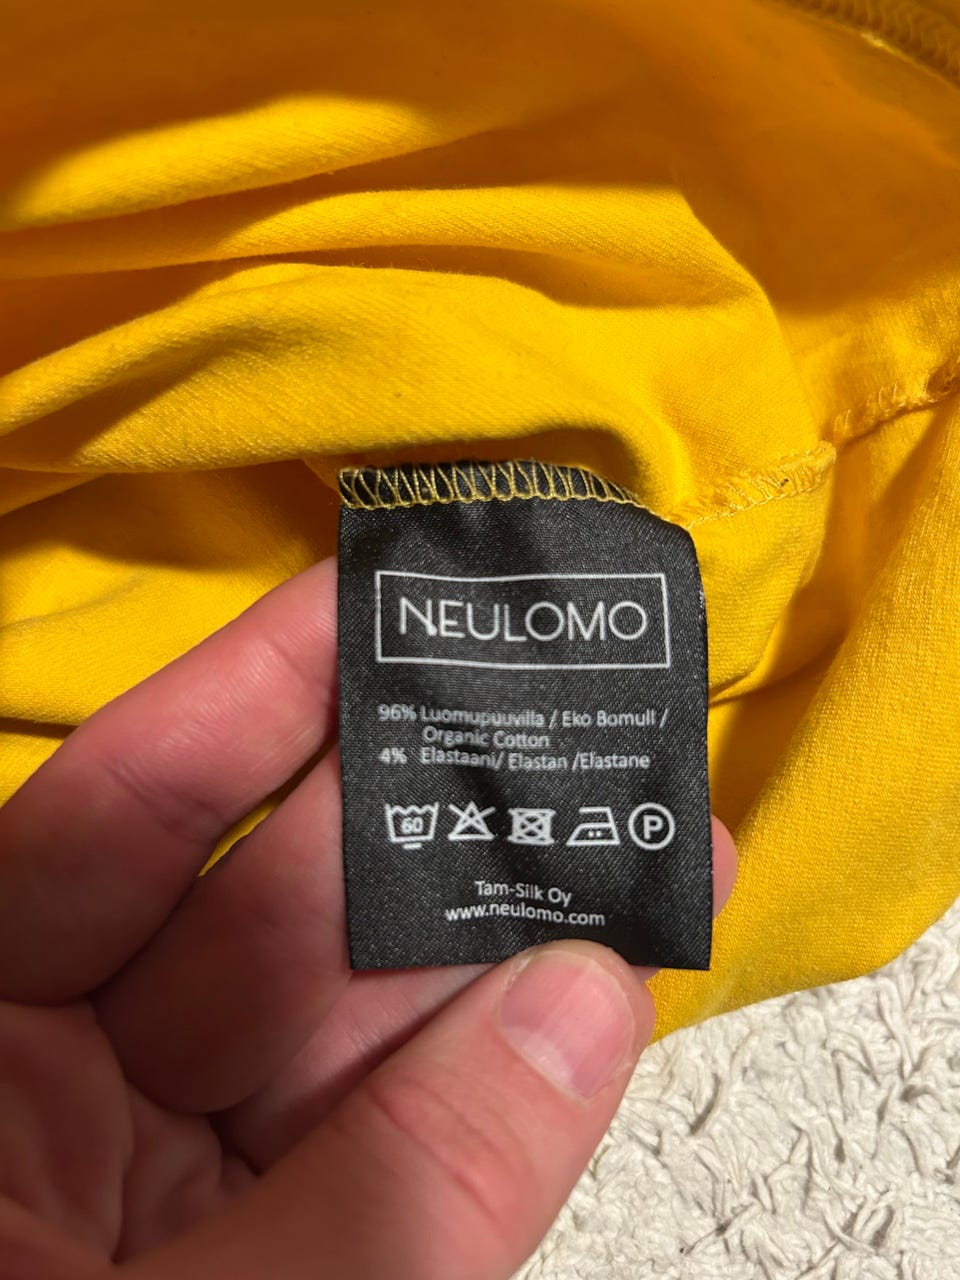 NEULOMO
96% Luomupuuvilla / Eko Bomull /
Organic Cotton
4% Elastaani/ Elastan /Elastane
60
P
Tam-Silk Oy
www.neulomo.com